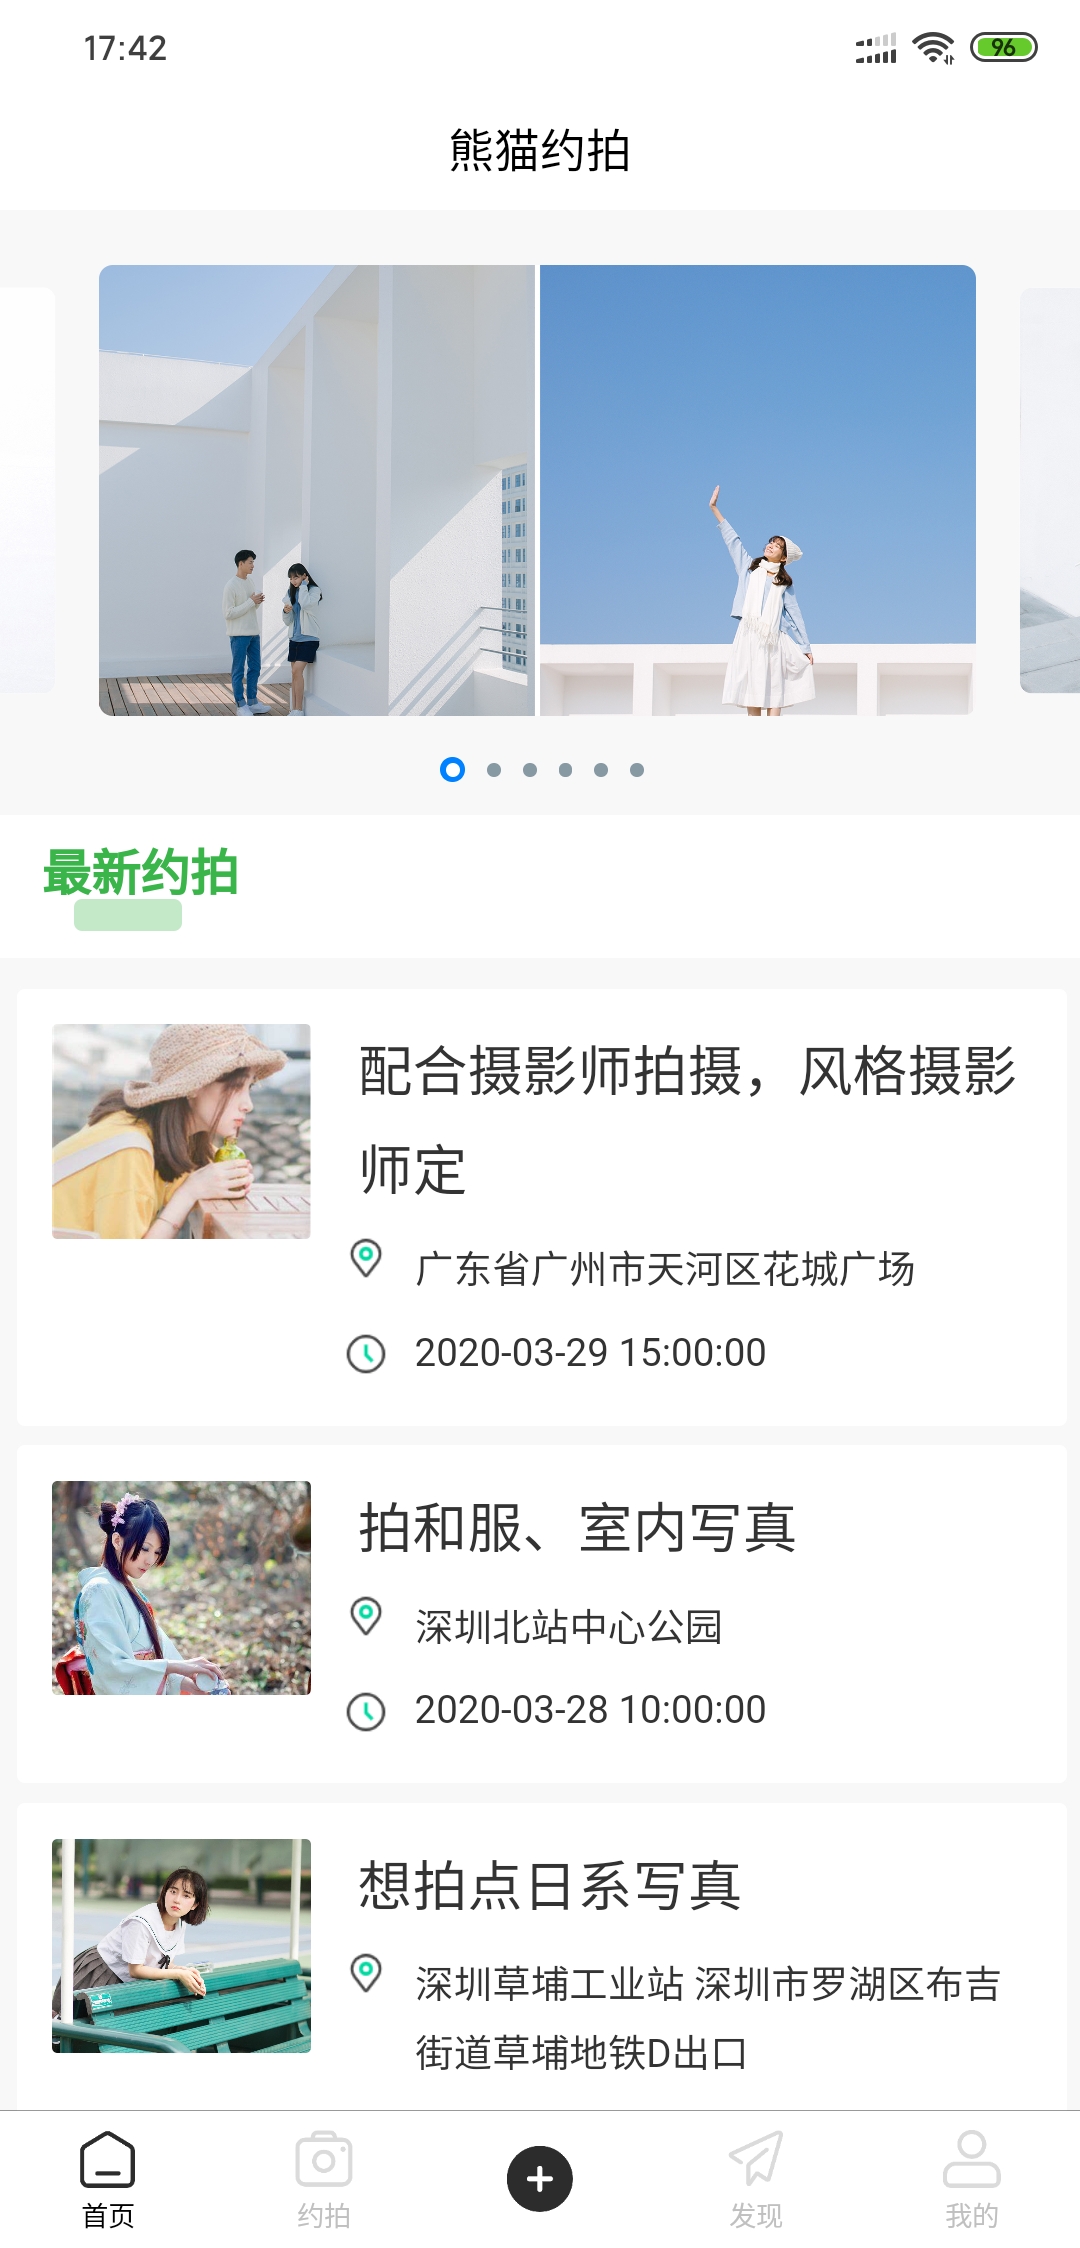 17:42
96
熊猫约拍
最新约拍
配合摄影师拍摄，风格摄影
师定
广东省广州市天河区花城广场
2020-03-29 15:00:00
拍和服、室内写真
深圳北站中心公园
2020-03-28 10:00:00
想拍点日系写真
深圳草埔工业站 深圳市罗湖区布吉
街道草埔地铁D出口
首页
约拍
发现
我的